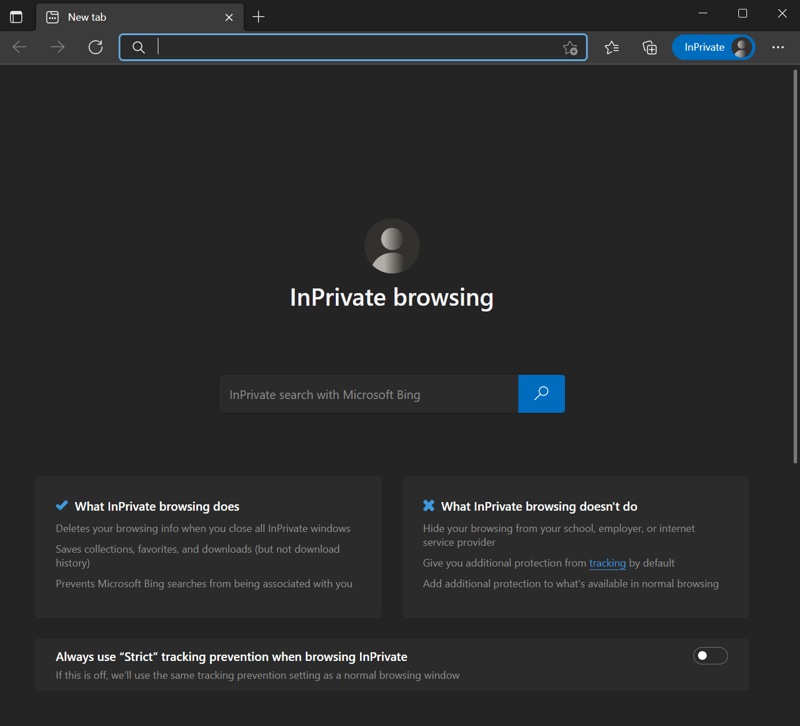 New tab
InPrivate
InPrivate browsing
InPrivate search with Microsoft Bing
What InPrivate browsing does
Deletes your browsing info when you close all InPrivate windows
Saves collections, favorites, and downloads (but not download
history)
Prevents Microsoft Bing searches from being associated with you
What InPrivate browsing doesn't do
Hide your browsing from your school, employer, or internet
service provider
Give you additional protection from tracking by default
Add additional protection to what's available in normal browsing
Always use “Strict” tracking prevention when browsing InPrivate
If this is off, we'll use the same tracking prevention setting as a normal browsing window